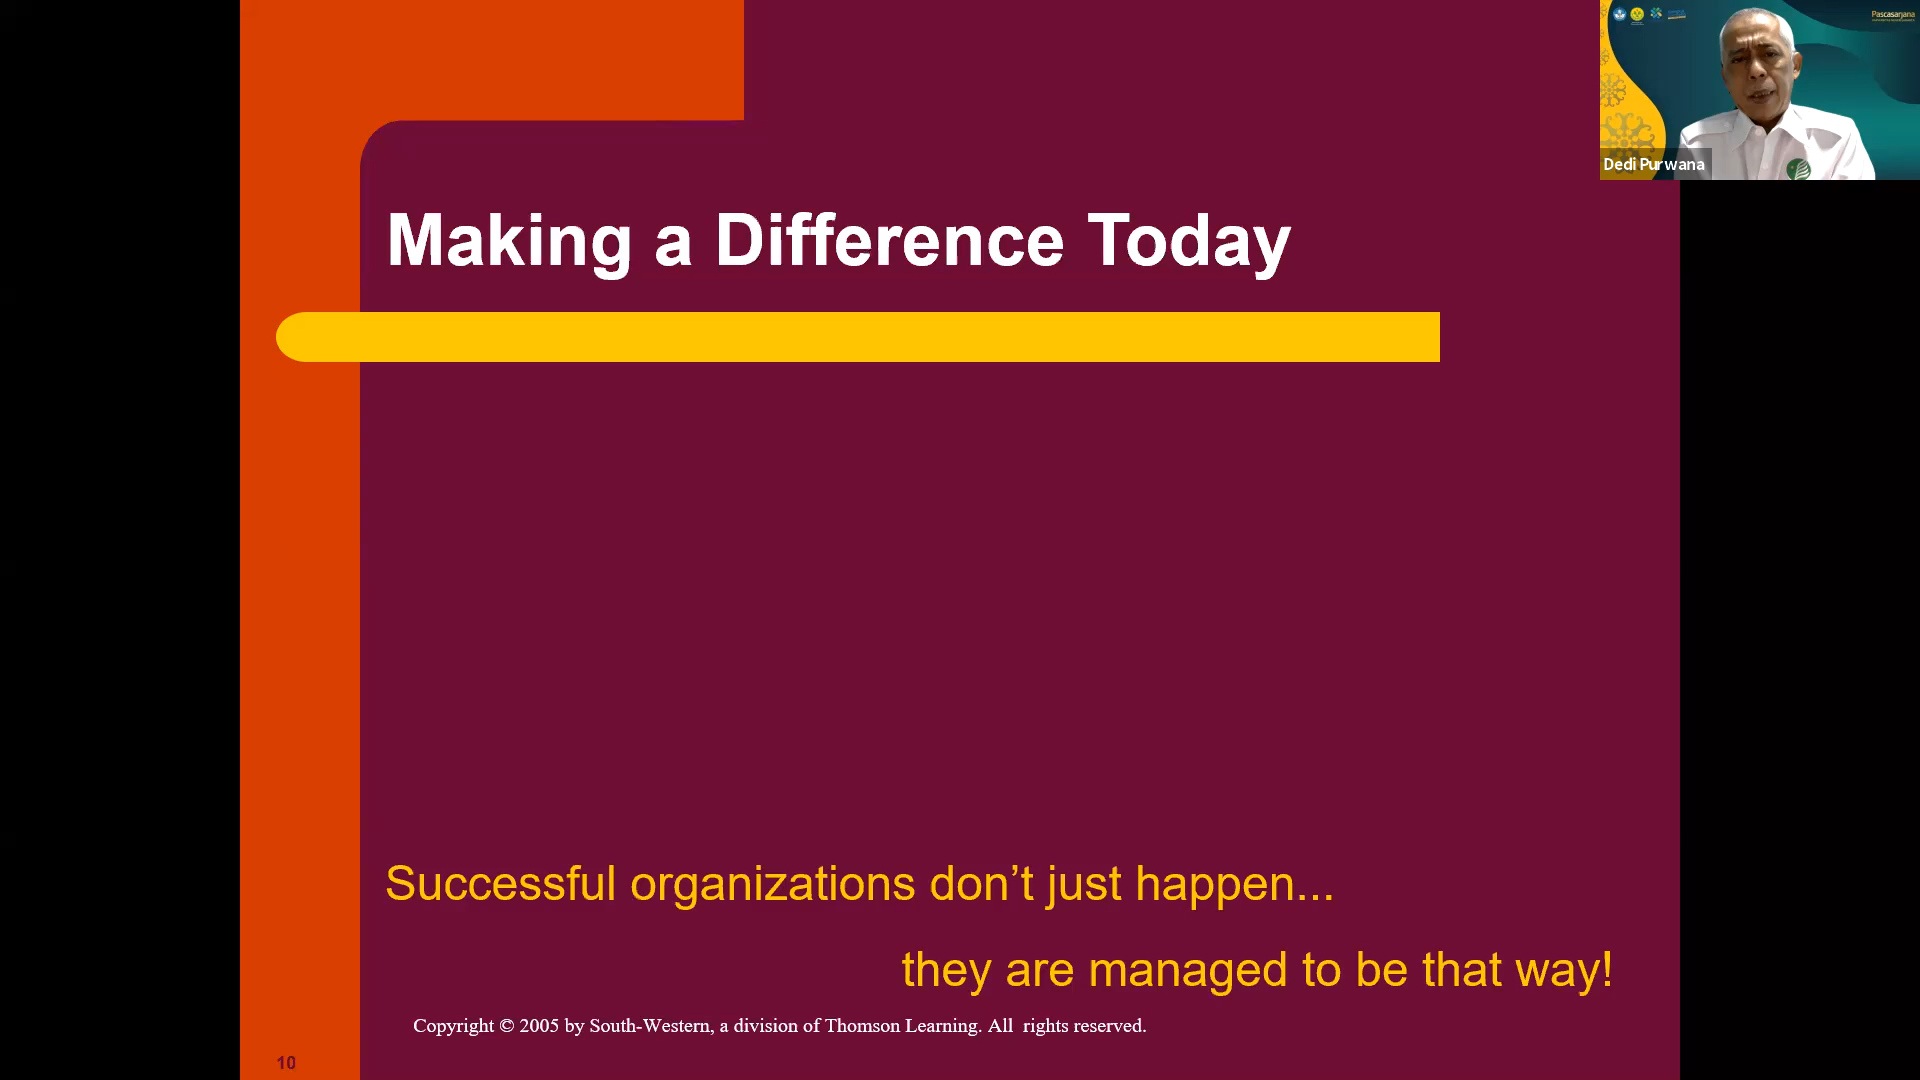 Pascasarjana
Dedi Purwana
Making a Difference Today
Successful organizations don’t just happen...
they are managed to be that way!
Copyright © 2005 by South-Western, a division of Thomson Learning. All rights reserved.
10